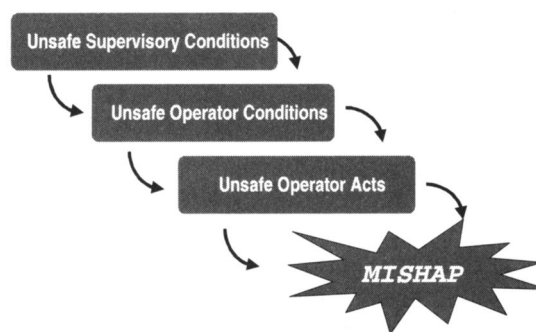 Unsafe Supervisory Conditions
Unsafe Operator Conditions
Unsafe Operator Acts
MISHAP